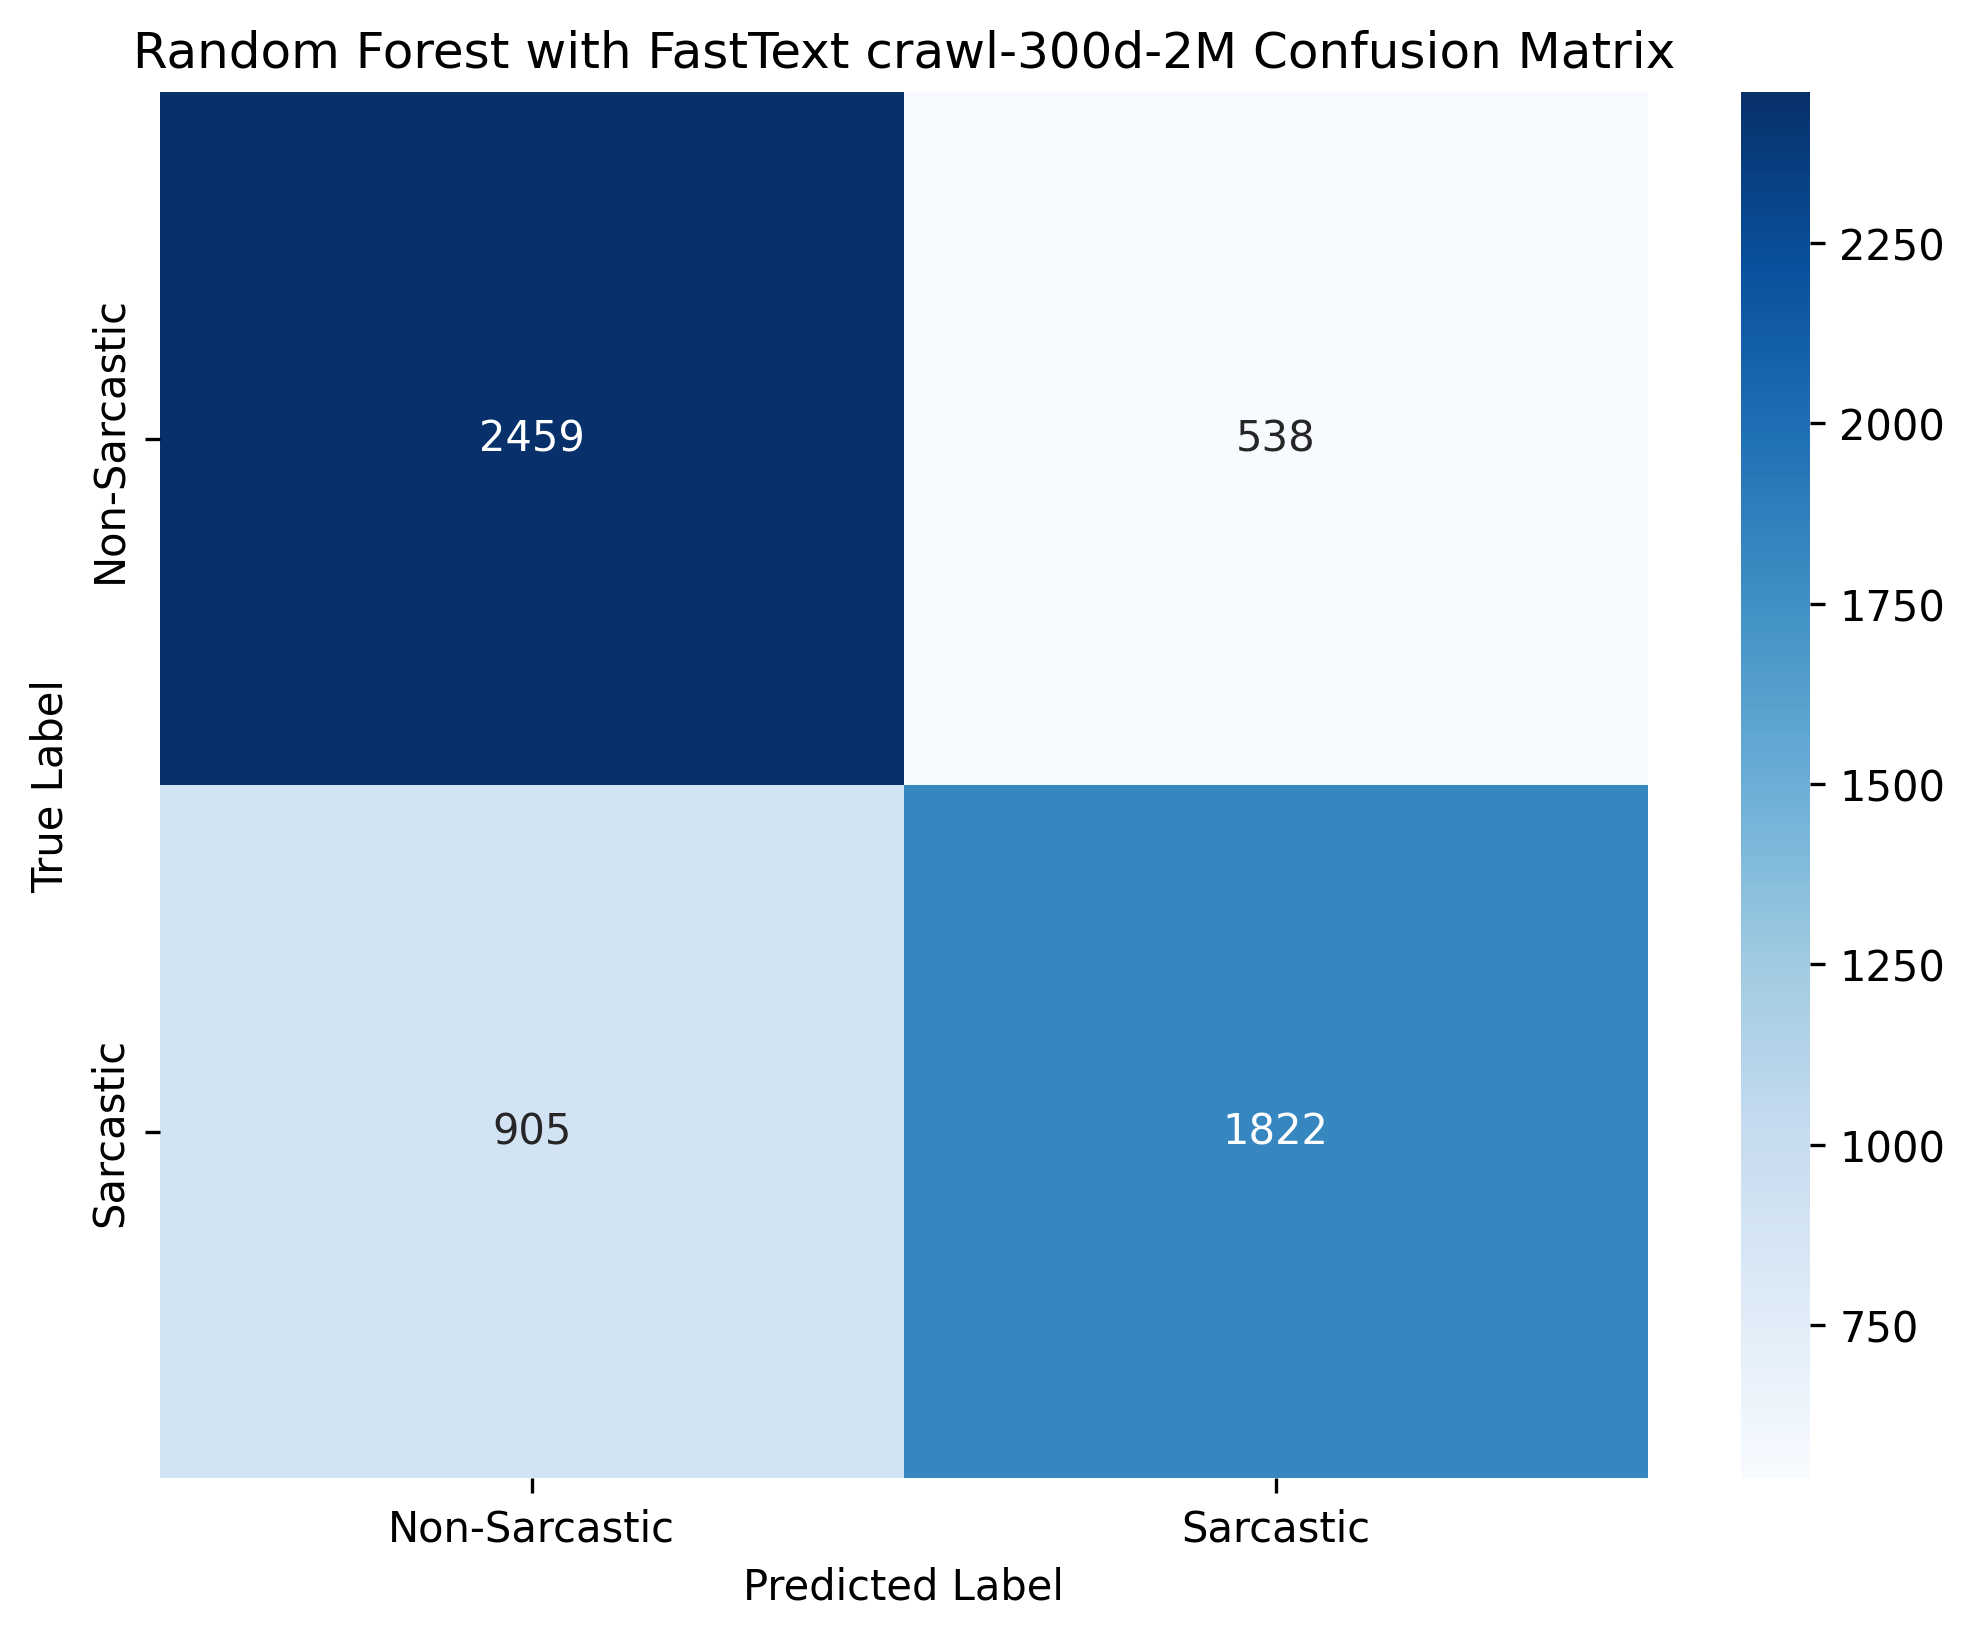 Random Forest with FastText crawl-300d-2M Confusion Matrix
True Label
Non-Sarcastic
Sarcastic
2459
538
905
1822
Non-Sarcastic
Sarcastic
Predicted Label
2250
2000
1750
1500
1250
1000
750